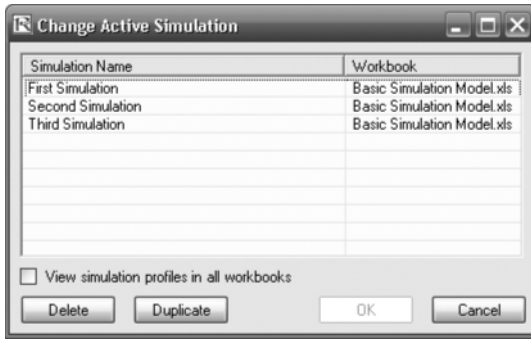 Change Active Simulation
Simulation Name Workbook
First Simulation Basic Simulation Model.xls
Second Simulation Basic Simulation Model.xls
Third Simulation Basic Simulation Model.xls
View simulation profiles in all workbooks
Delete Duplicate OK Cancel